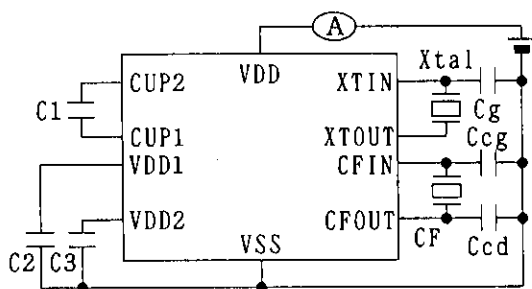 A
VDD
Xtal
CUP2
XTIN
C1
Cg
CUP1
XTOUT
Ccg
VDD1
CFIN
VDD2
CFOUT
CF
Ccd
C2
C3
VSS